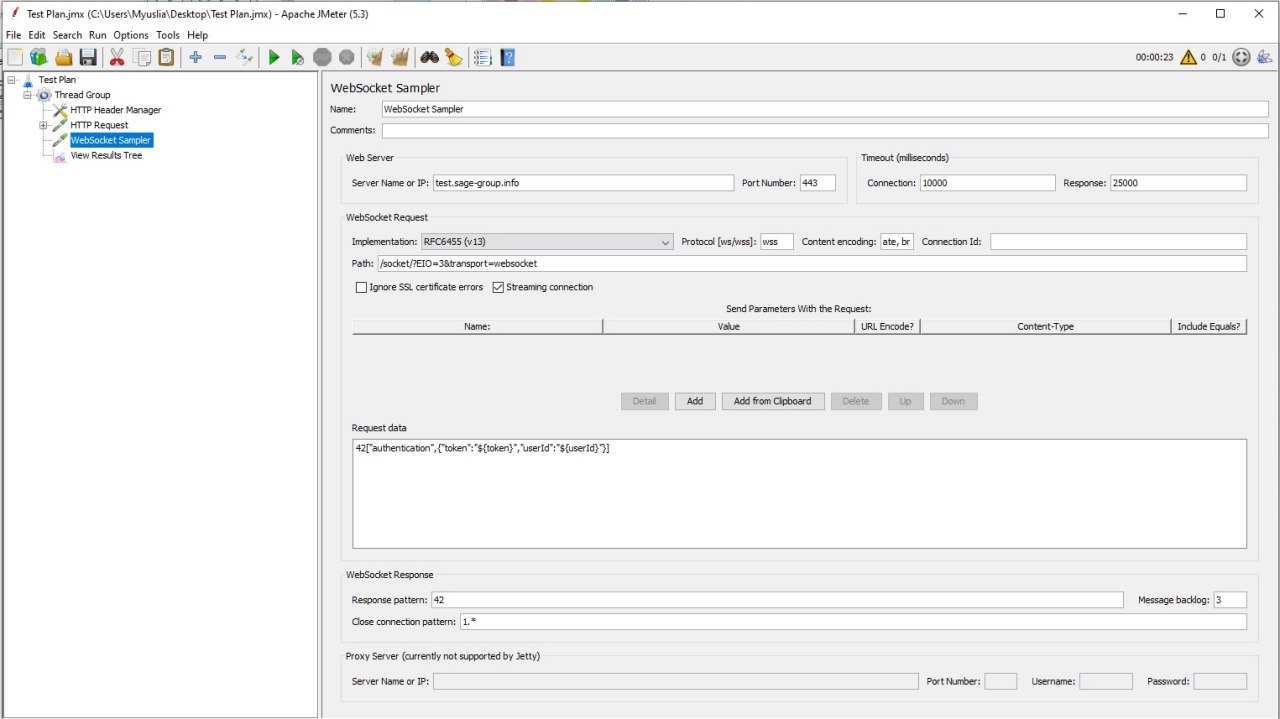 Test Plan.jmx (C:\Users\Myuslia\Desktop\Test Plan.jmx) - Apache JMeter (5.3)
File Edit Search Run Options Tools Help
00:00:23 0 0/1
Test Plan
Thread Group
HTTP Header Manager
HTTP Request
WebSocket Sampler
View Results Tree
WebSocket Sampler
Name: WebSocket Sampler
Comments:
Web Server
Server Name or IP: test.sage-group.info Port Number: 443
Timeout (milliseconds)
Connection: 10000 Response: 25000
WebSocket Request
Implementation: RFC6455 (v13) Protocol [ws/wss]: wss Content encoding: ate, br Connection Id:
Path: /socket/?EIO=3&transport=websocket
Ignore SSL certificate errors Streaming connection
Send Parameters With the Request:
Name: Value URL Encode? Content-Type Include Equals?
Detail Add Add from Clipboard Delete Up Down
Request data
42["authentication",{"token":"${token}","userId":"${userId}"}]
WebSocket Response
Response pattern: 42 Message backlog: 3
Close connection pattern: 1.*
Proxy Server (currently not supported by Jetty)
Server Name or IP: Port Number: Username: Password: